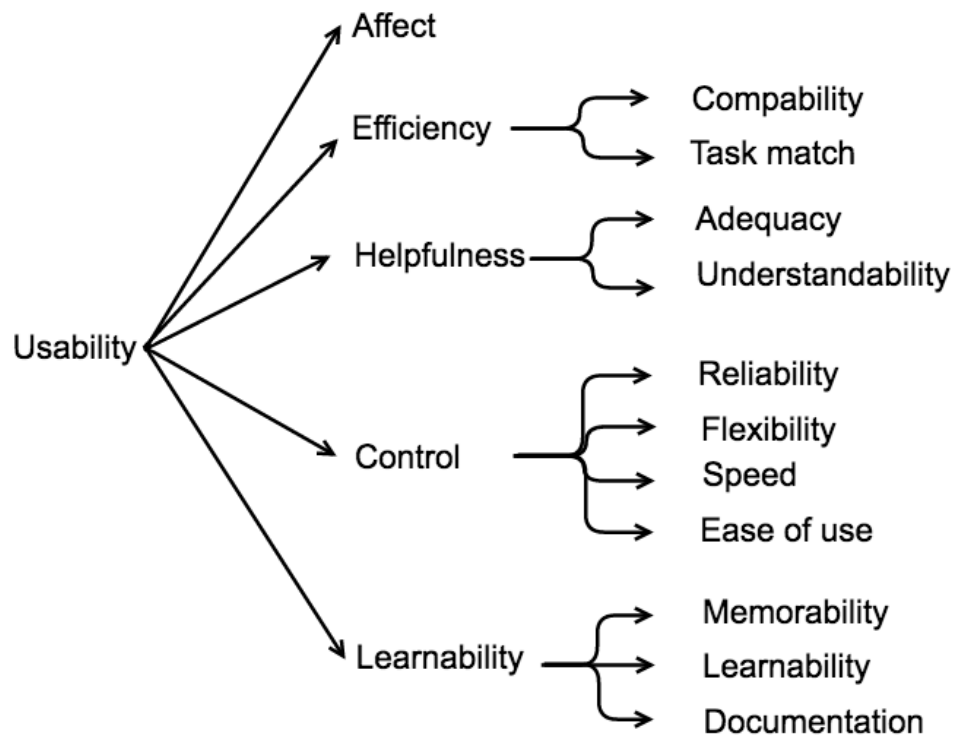 Affect
Efficiency
Compability
Task match
Helpfulness
Adequacy
Understandability
Usability
Control
Reliability
Flexibility
Speed
Ease of use
Learnability
Memorability
Learnability
Documentation